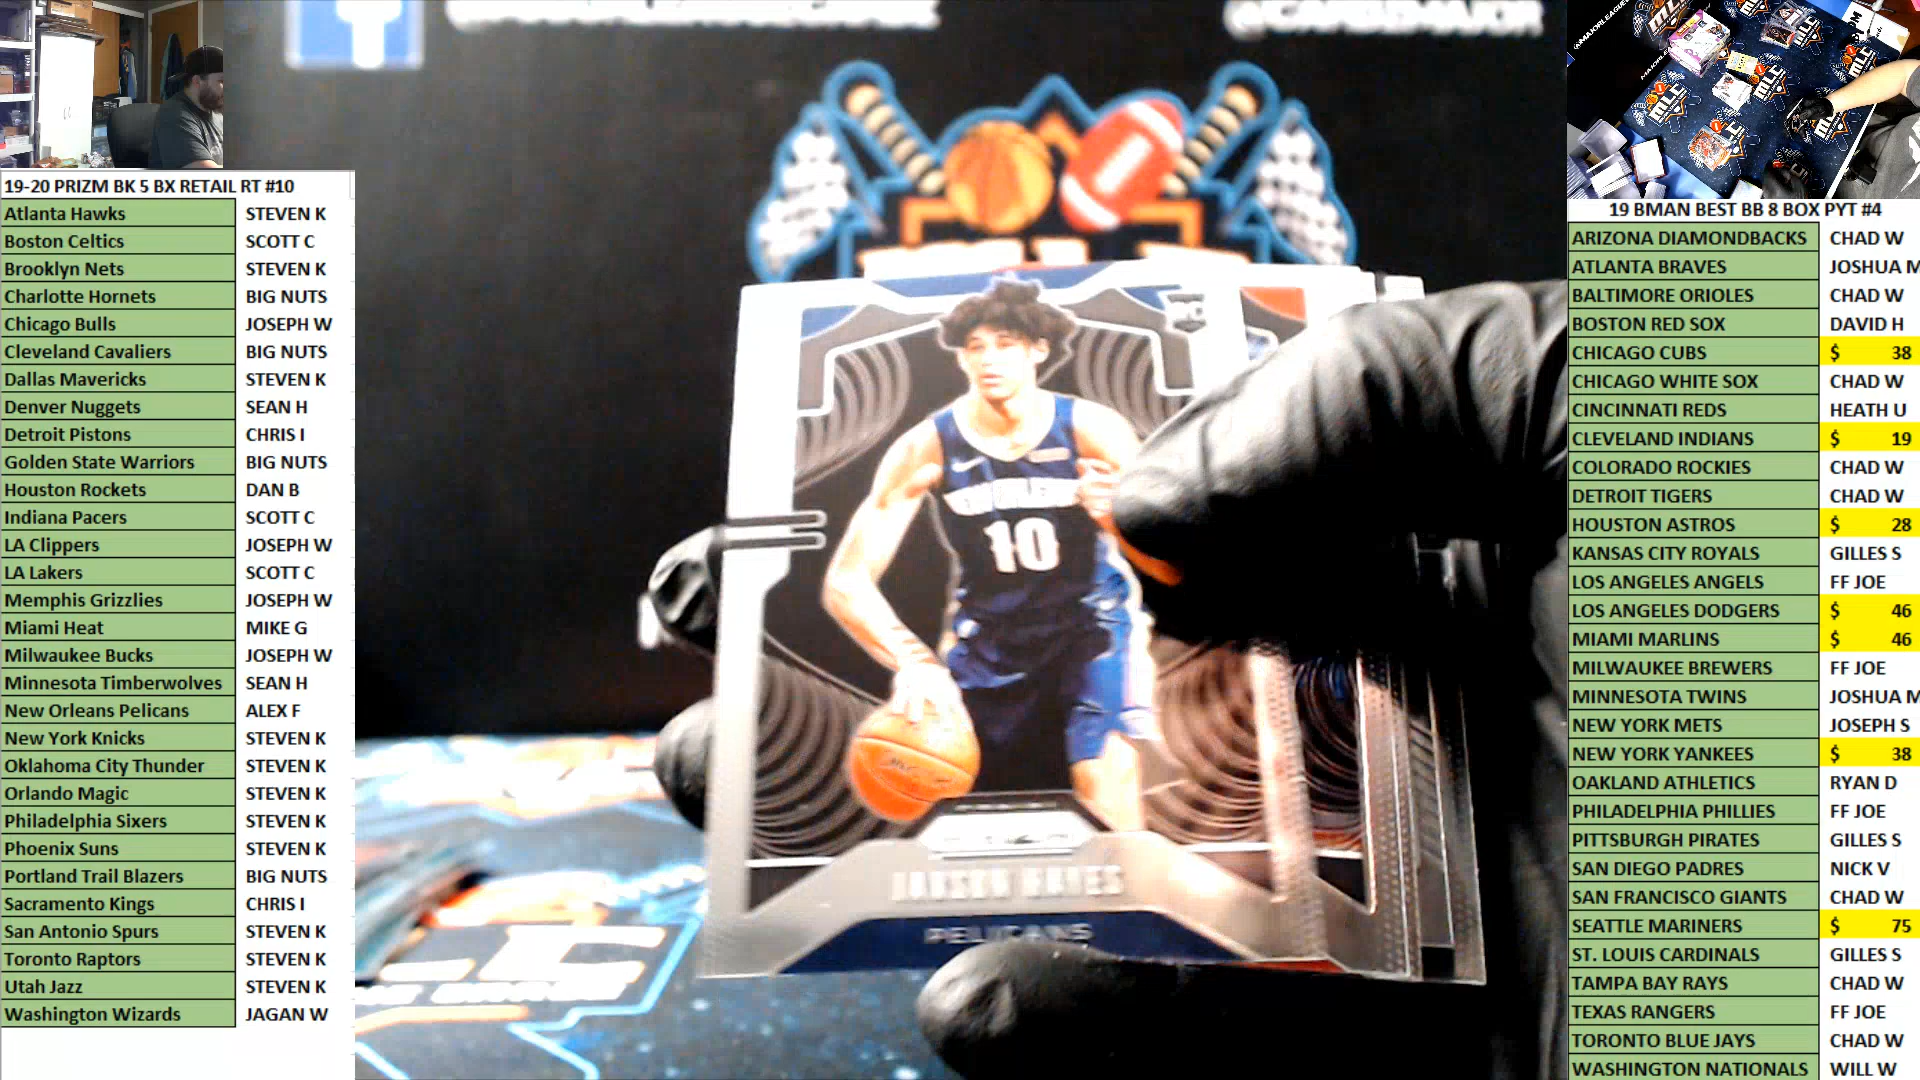 19-20 PRIZM BK 5 BX RETAIL RT #10
Atlanta Hawks STEVEN K
Boston Celtics SCOTT C
Brooklyn Nets STEVEN K
Charlotte Hornets BIG NUTS
Chicago Bulls JOSEPH W
Cleveland Cavaliers BIG NUTS
Dallas Mavericks STEVEN K
Denver Nuggets SEAN H
Detroit Pistons CHRIS I
Golden State Warriors BIG NUTS
Houston Rockets DAN B
Indiana Pacers SCOTT C
LA Clippers JOSEPH W
LA Lakers SCOTT C
Memphis Grizzlies JOSEPH W
Miami Heat MIKE G
Milwaukee Bucks JOSEPH W
Minnesota Timberwolves SEAN H
New Orleans Pelicans ALEX F
New York Knicks STEVEN K
Oklahoma City Thunder STEVEN K
Orlando Magic STEVEN K
Philadelphia Sixers STEVEN K
Phoenix Suns STEVEN K
Portland Trail Blazers BIG NUTS
Sacramento Kings CHRIS I
San Antonio Spurs STEVEN K
Toronto Raptors STEVEN K
Utah Jazz STEVEN K
Washington Wizards JAGAN W
10
JAXSON HAYES
PELICANS
MLC
19 BMAN BEST BB 8 BOX PYT #4
ARIZONA DIAMONDBACKS CHAD W
ATLANTA BRAVES JOSHUA M
BALTIMORE ORIOLES CHAD W
BOSTON RED SOX DAVID H
CHICAGO CUBS $ 38
CHICAGO WHITE SOX CHAD W
CINCINNATI REDS HEATH U
CLEVELAND INDIANS $ 19
COLORADO ROCKIES CHAD W
DETROIT TIGERS CHAD W
HOUSTON ASTROS $ 28
KANSAS CITY ROYALS GILLES S
LOS ANGELES ANGELS FF JOE
LOS ANGELES DODGERS $ 46
MIAMI MARLINS $ 46
MILWAUKEE BREWERS FF JOE
MINNESOTA TWINS JOSHUA M
NEW YORK METS JOSEPH S
NEW YORK YANKEES $ 38
OAKLAND ATHLETICS RYAN D
PHILADELPHIA PHILLIES FF JOE
PITTSBURGH PIRATES GILLES S
SAN DIEGO PADRES NICK V
SAN FRANCISCO GIANTS CHAD W
SEATTLE MARINERS $ 75
ST. LOUIS CARDINALS GILLES S
TAMPA BAY RAYS CHAD W
TEXAS RANGERS FF JOE
TORONTO BLUE JAYS CHAD W
WASHINGTON NATIONALS WILL W